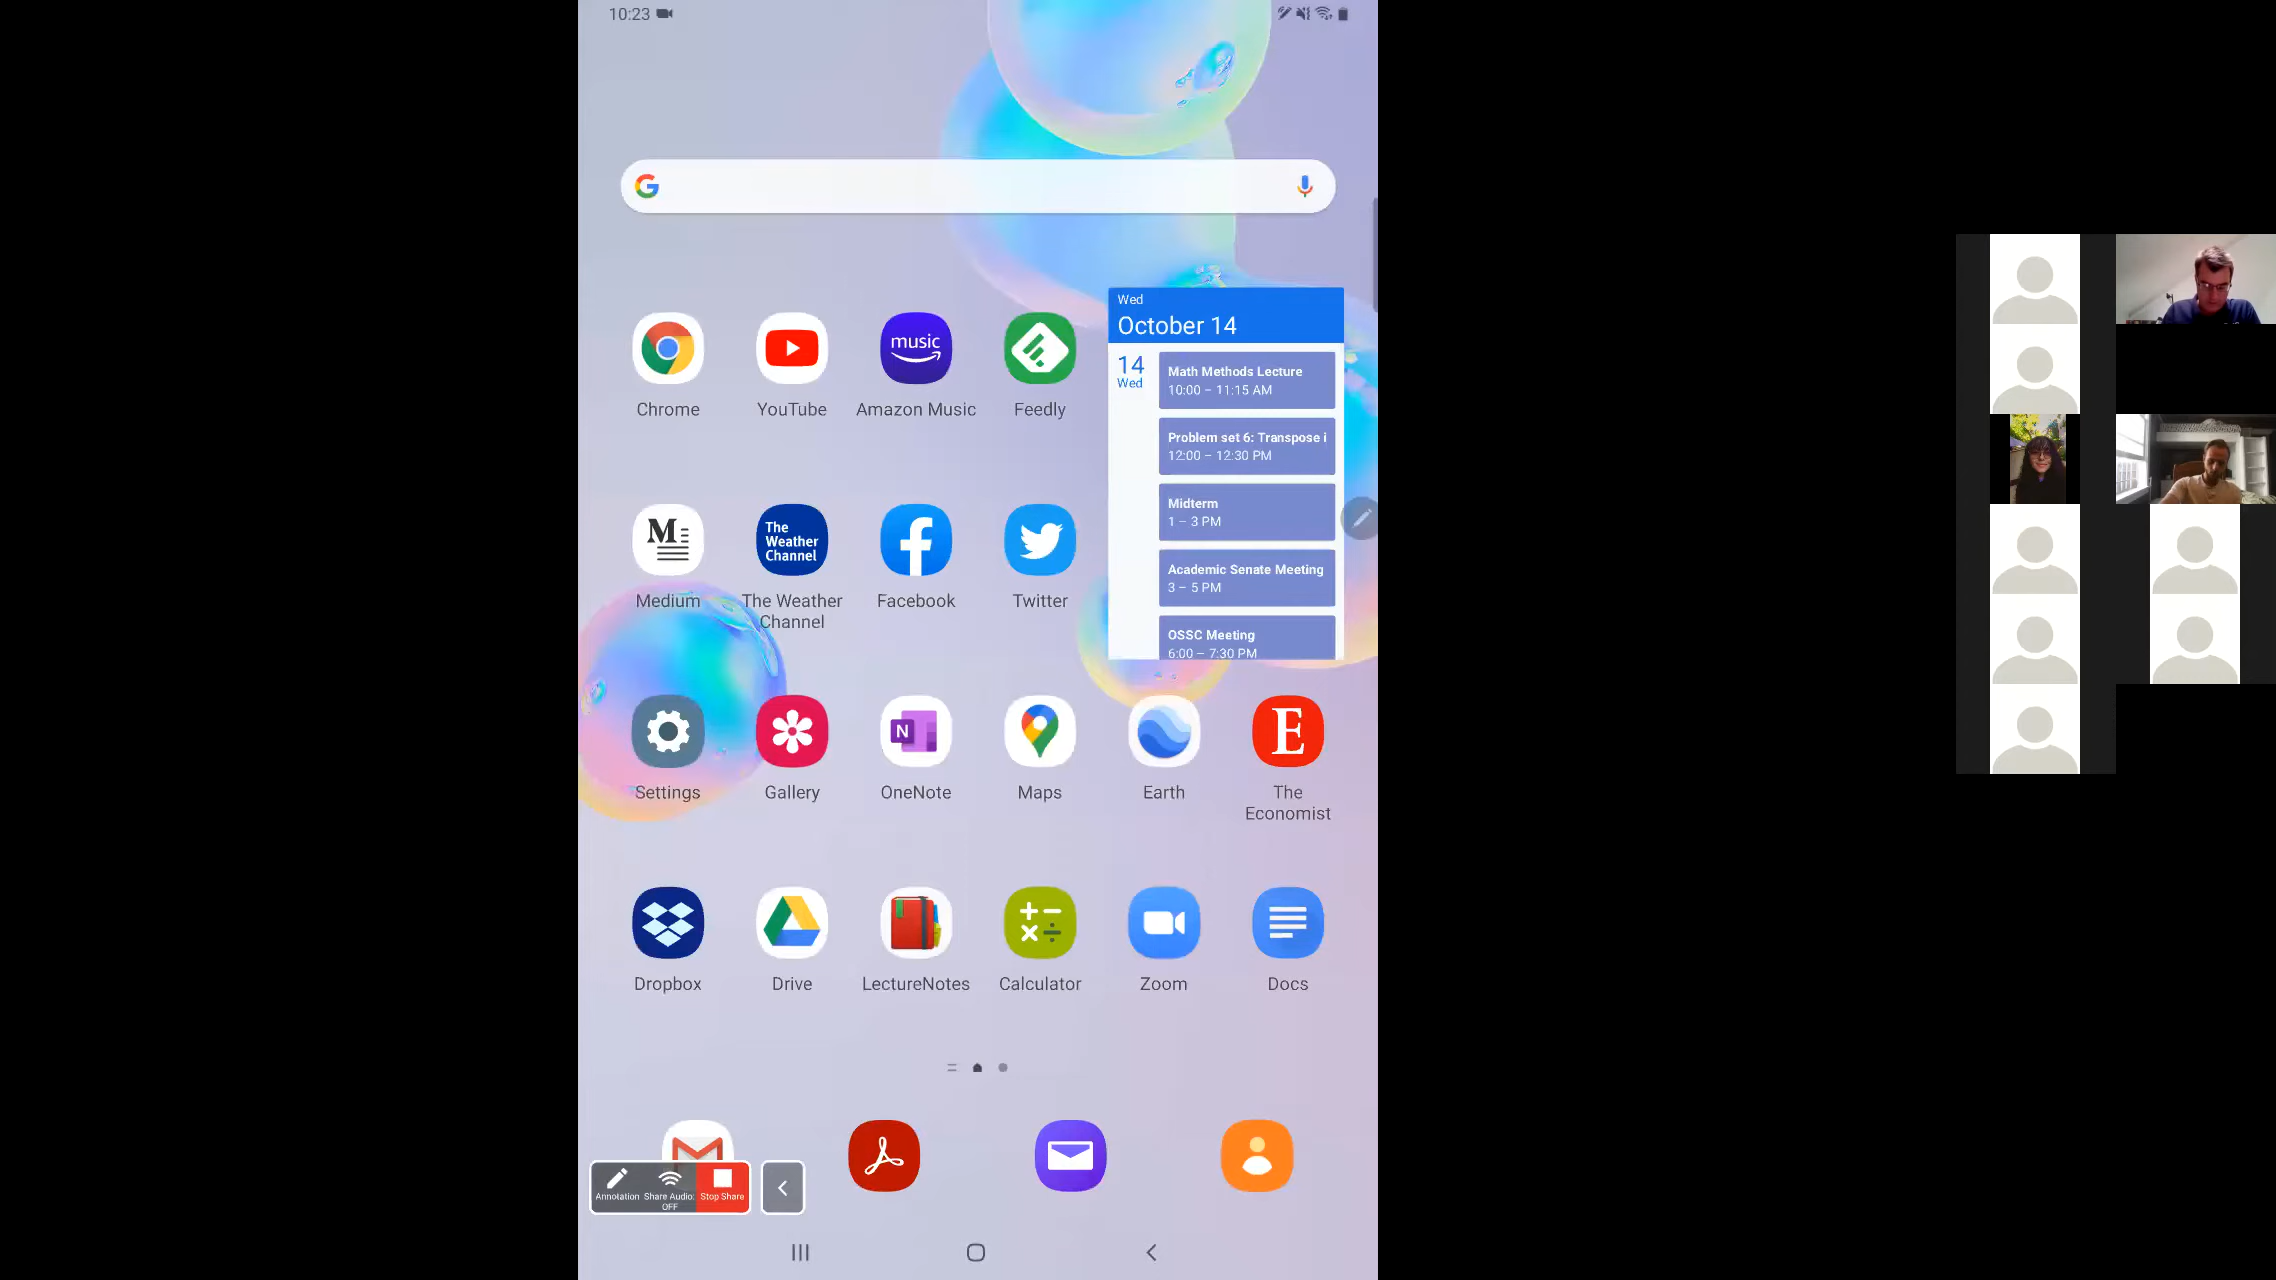 10:23
Wed
October 14
14
Wed
Math Methods Lecture
10:00 – 11:15 AM
Problem set 6: Transpose i
12:00 – 12:30 PM
Midterm
1 – 3 PM
Academic Senate Meeting
3 – 5 PM
OSSC Meeting
6:00 – 7:30 PM
music
Chrome
YouTube
Amazon Music
Feedly
M
The
Weather
Channel
Medium
The Weather
Channel
Facebook
Twitter
N
E
Settings
Gallery
OneNote
Maps
Earth
The
Economist
Dropbox
Drive
LectureNotes
Calculator
Zoom
Docs
Annotation
Share Audio:
OFF
Stop Share